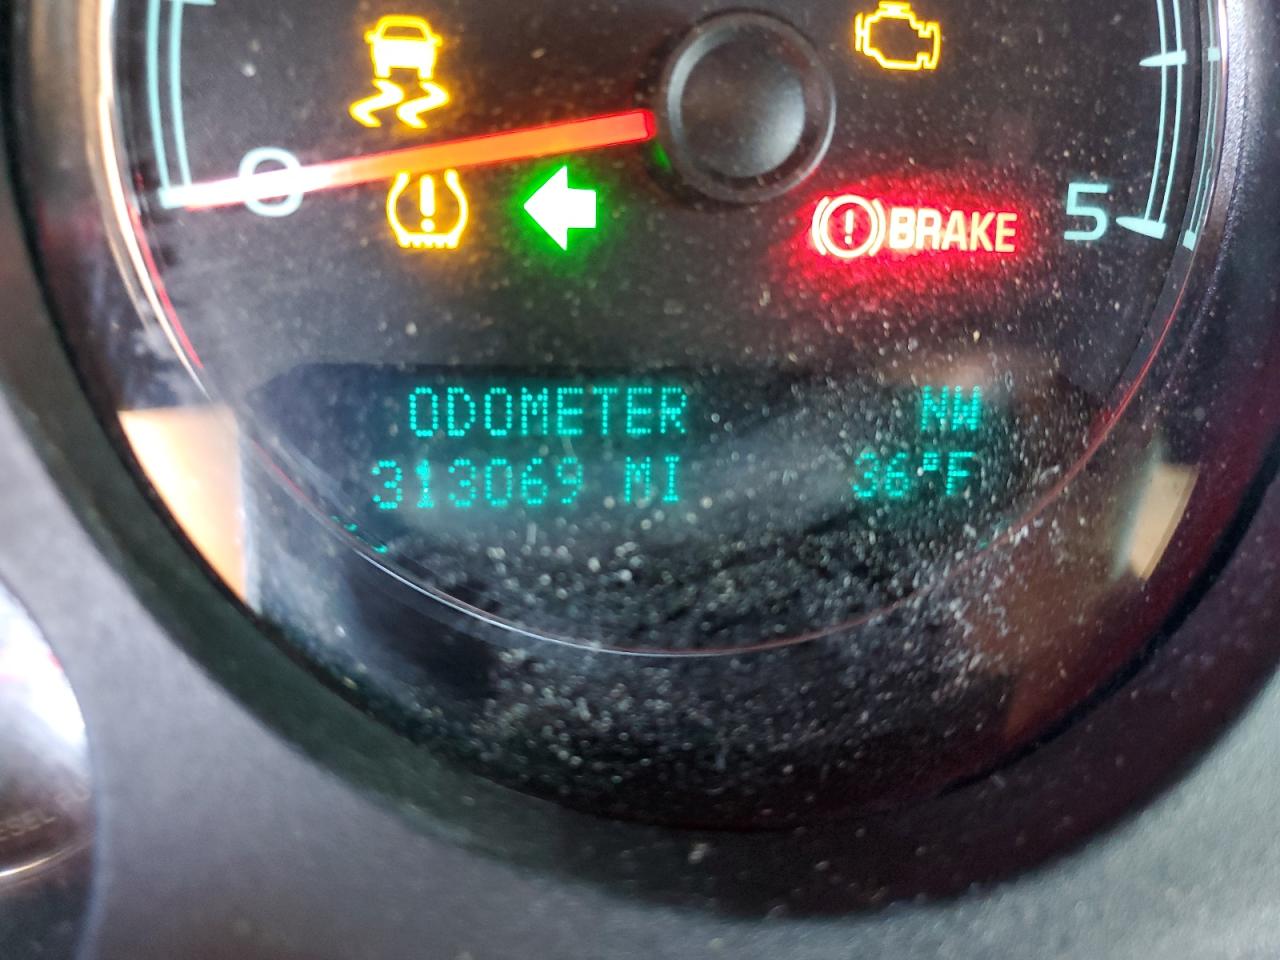 0
BRAKE
5
ODOMETER NW
313069 MI 36°F